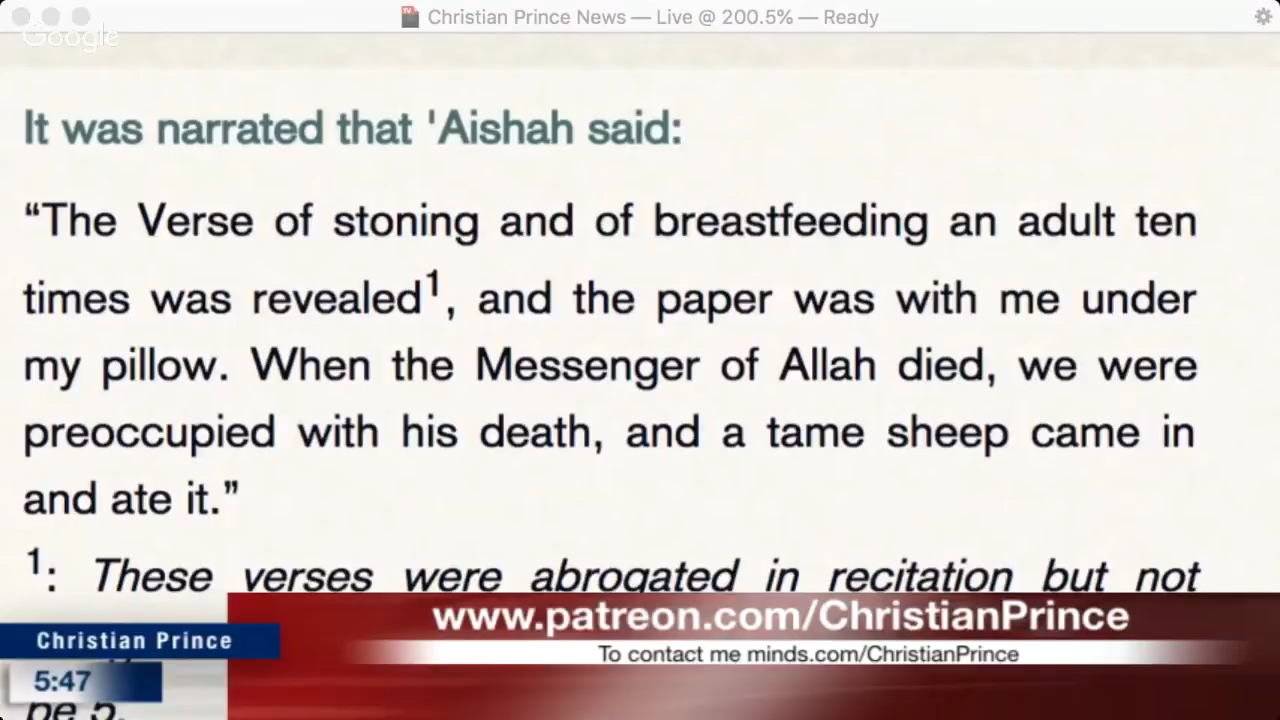 Christian Prince News — Live @ 200.5% — Ready
Google
It was narrated that 'Aishah said:
“The Verse of stoning and of breastfeeding an adult ten
times was revealed¹, and the paper was with me under
my pillow. When the Messenger of Allah died, we were
preoccupied with his death, and a tame sheep came in
and ate it.”
¹: These verses were abrogated in recitation but not
www.patreon.com/ChristianPrince
Christian Prince
To contact me minds.com/ChristianPrince
5:47
be 5.